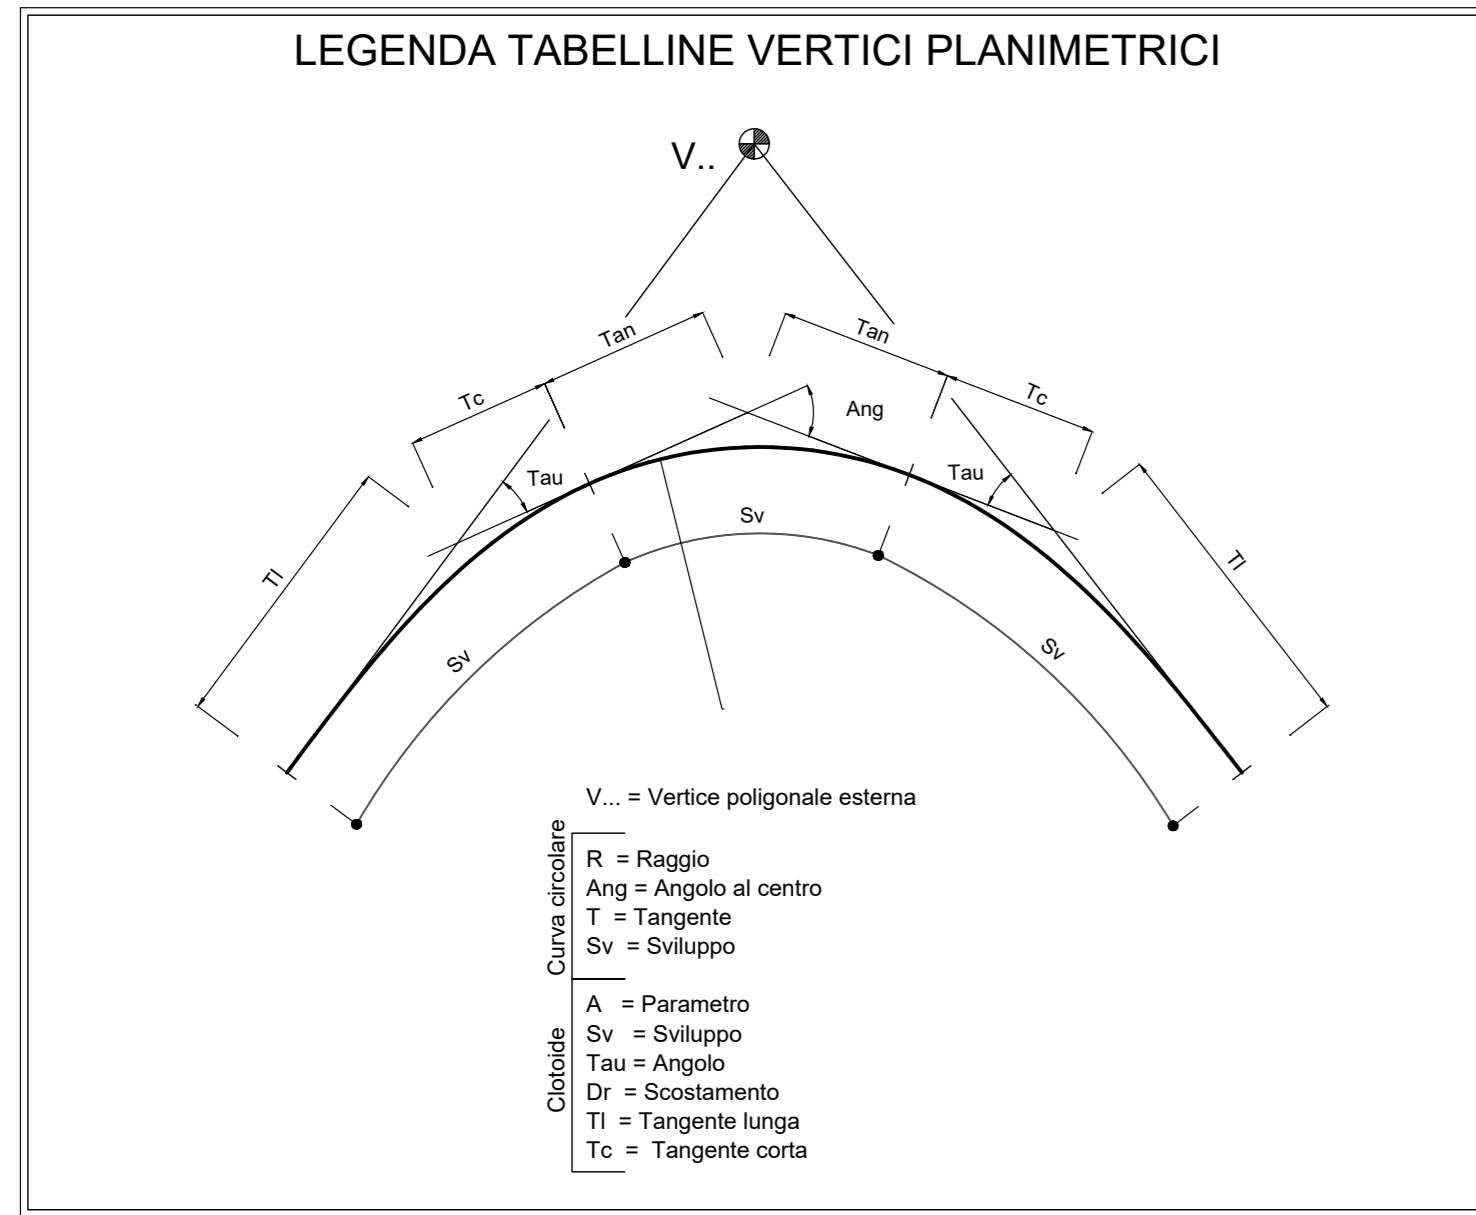 LEGENDA TABELLINE VERTICI PLANIMETRICI
V..
Tan
Tan
Tc
Tc
Ang
Tau
Tau
Sv
Tl
Tl
Sv
Sv
V... = Vertice poligonale esterna
Curva circolare
R = Raggio
Ang = Angolo al centro
T = Tangente
Sv = Sviluppo
Clotoide
A = Parametro
Sv = Sviluppo
Tau = Angolo
Dr = Scostamento
Tl = Tangente lunga
Tc = Tangente corta